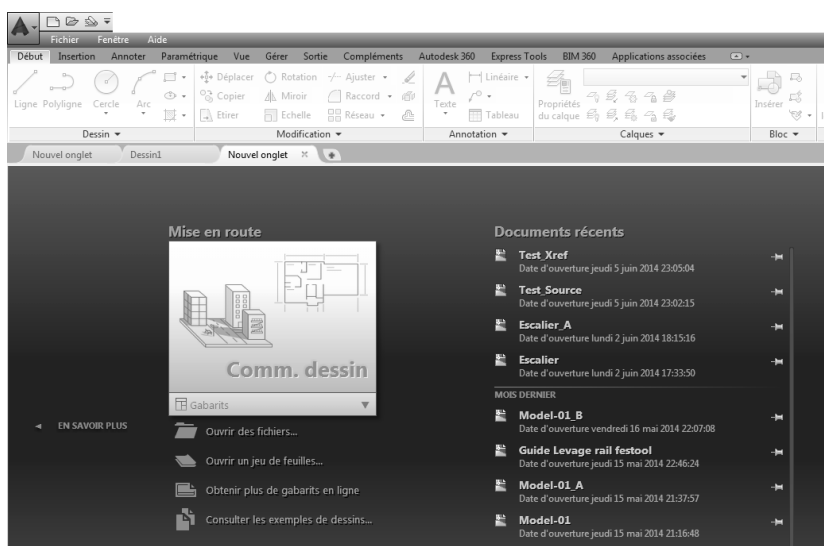 Fichier Fenêtre Aide
Début Insertion Annoter Paramétrique Vue Gérer Sortie Compléments Autodesk 360 Express Tools BIM 360 Applications associées
Ligne Polyligne Cercle Arc
Déplacer Rotation Ajuster
Copier Miroir Raccord
Etirer Echelle Réseau
Texte
Linéaire
Tableau
Propriétés
du calque
Insérer
Dessin Modification Annotation Calques Bloc
Nouvel onglet Dessin1 Nouvel onglet
Mise en route
Comm. dessin
Gabarits
Ouvrir des fichiers...
Ouvrir un jeu de feuilles...
Obtenir plus de gabarits en ligne
Consulter les exemples de dessins...
EN SAVOIR PLUS
Documents récents
Test_Xref
Date d'ouverture jeudi 5 juin 2014 23:05:04
Test_Source
Date d'ouverture jeudi 5 juin 2014 23:02:15
Escalier_A
Date d'ouverture lundi 2 juin 2014 18:15:16
Escalier
Date d'ouverture lundi 2 juin 2014 17:33:50
MOIS DERNIER
Model-01_B
Date d'ouverture vendredi 16 mai 2014 22:07:08
Guide Levage rail festool
Date d'ouverture jeudi 15 mai 2014 22:46:24
Model-01_A
Date d'ouverture jeudi 15 mai 2014 21:37:57
Model-01
Date d'ouverture jeudi 15 mai 2014 21:16:48